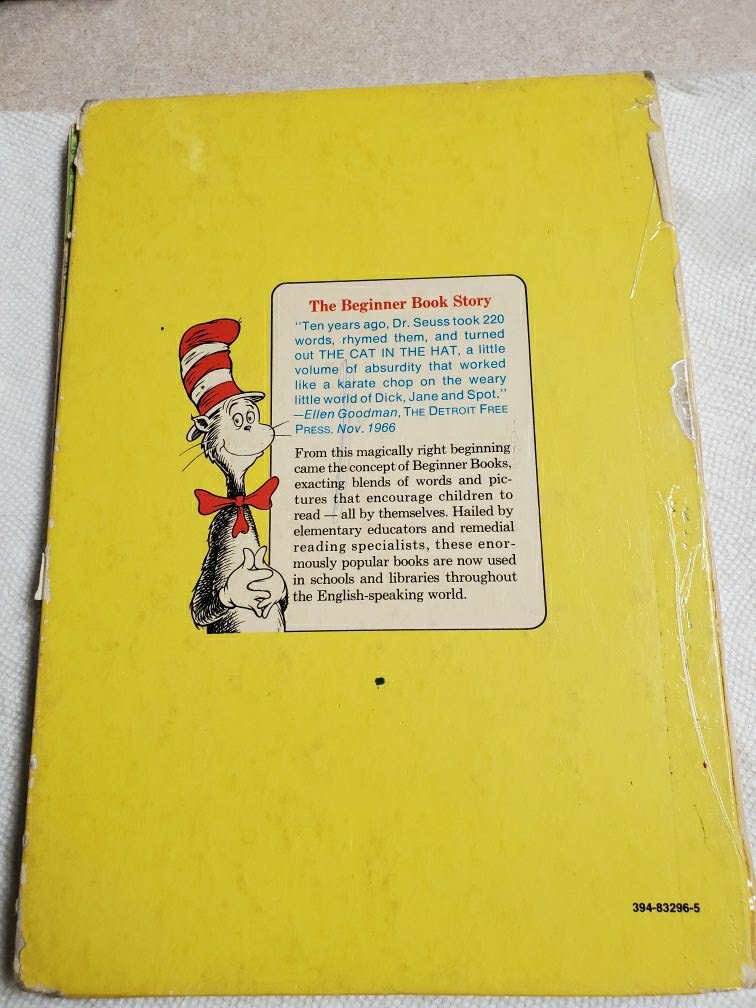 The Beginner Book Story
"Ten years ago, Dr. Seuss took 220
words, rhymed them, and turned
out THE CAT IN THE HAT, a little
volume of absurdity that worked
like a karate chop on the weary
little world of Dick, Jane and Spot."
—Ellen Goodman, THE DETROIT FREE
PRESS, Nov. 1966
From this magically right beginning
came the concept of Beginner Books,
exacting blends of words and pic-
tures that encourage children to
read — all by themselves. Hailed by
elementary educators and remedial
reading specialists, these enor-
mously popular books are now used
in schools and libraries throughout
the English-speaking world.
394-83296-5